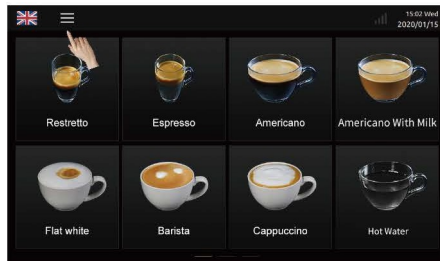 15:02 Wed
2020/01/15
Restretto
Espresso
Americano
Americano With Milk
Flat white
Barista
Cappuccino
Hot Water